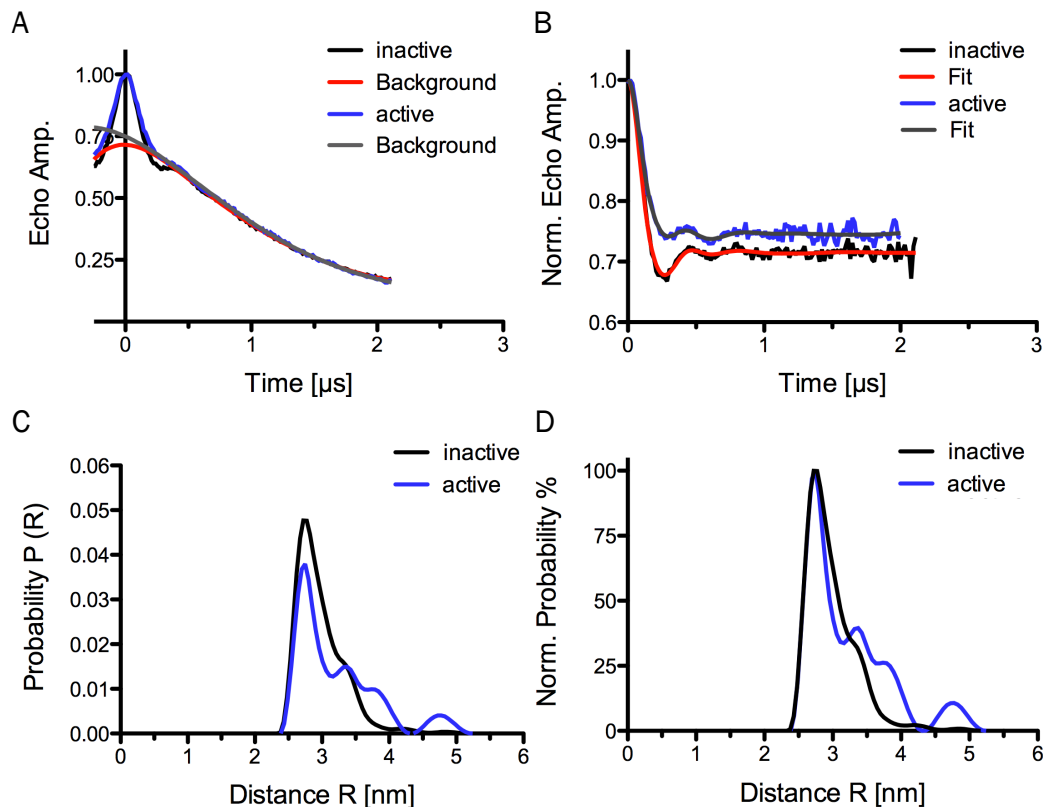 A
inactive
Background
active
Background
1.00
0.75
0.50
0.25
Echo Amp.
0 1 2 3
Time [µs]
B
inactive
Fit
active
Fit
1.0
0.9
0.8
0.7
0.6
Norm. Echo Amp.
0 1 2 3
Time [µs]
C
inactive
active
0.06
0.05
0.04
0.03
0.02
0.01
0.00
Probability P (R)
0 1 2 3 4 5 6
Distance R [nm]
D
inactive
active
100
75
50
25
0
Norm. Probability %
0 1 2 3 4 5 6
Distance R [nm]